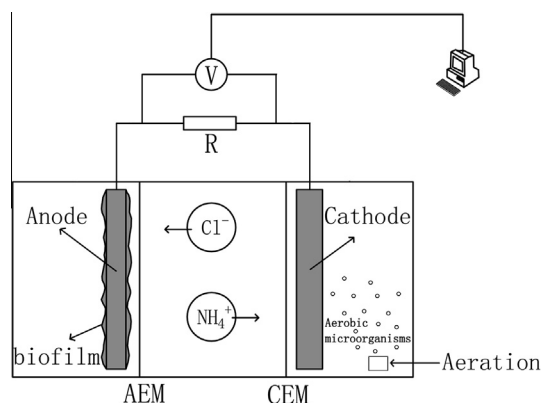 V
R
Anode
Cl⁻
Cathode
NH₄⁺
Aerobic
microorganisms
biofilm
Aeration
AEM
CEM